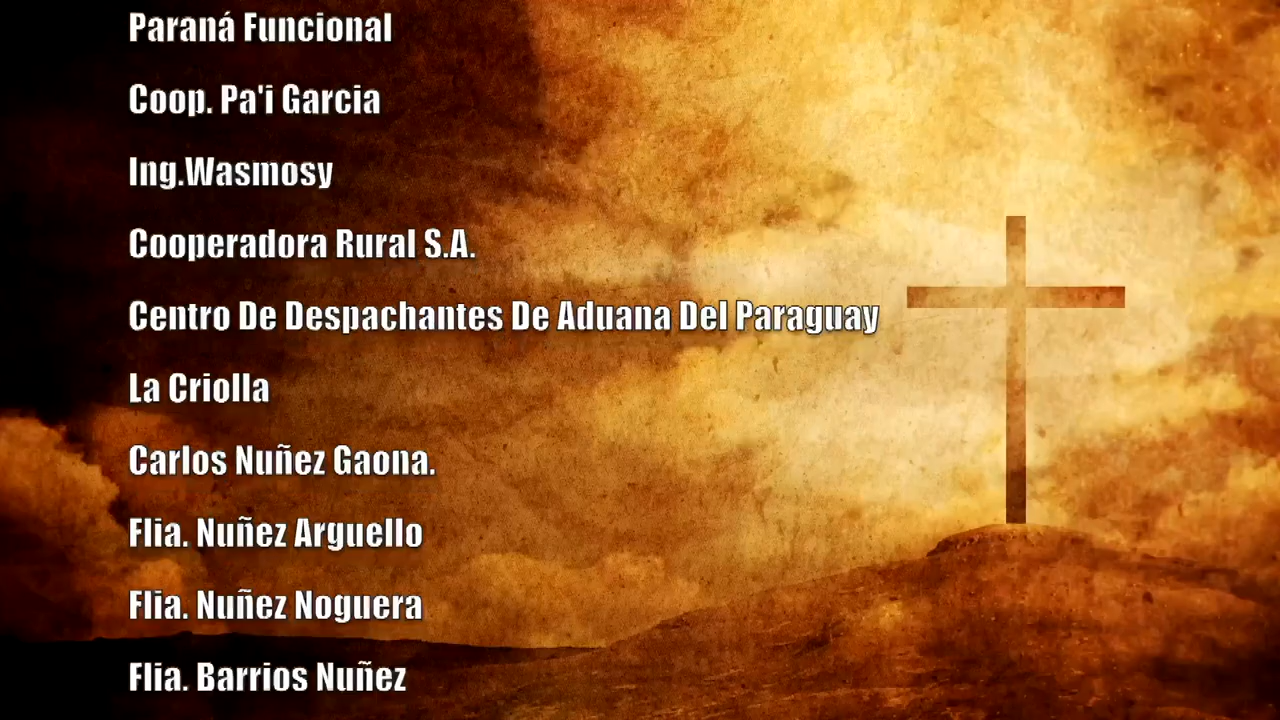 Paraná Funcional
Coop. Pa'i Garcia
Ing.Wasmosy
Cooperadora Rural S.A.
Centro De Despachantes De Aduana Del Paraguay
La Criolla
Carlos Nuñez Gaona.
Flia. Nuñez Arguello
Flia. Nuñez Noguera
Flia. Barrios Nuñez